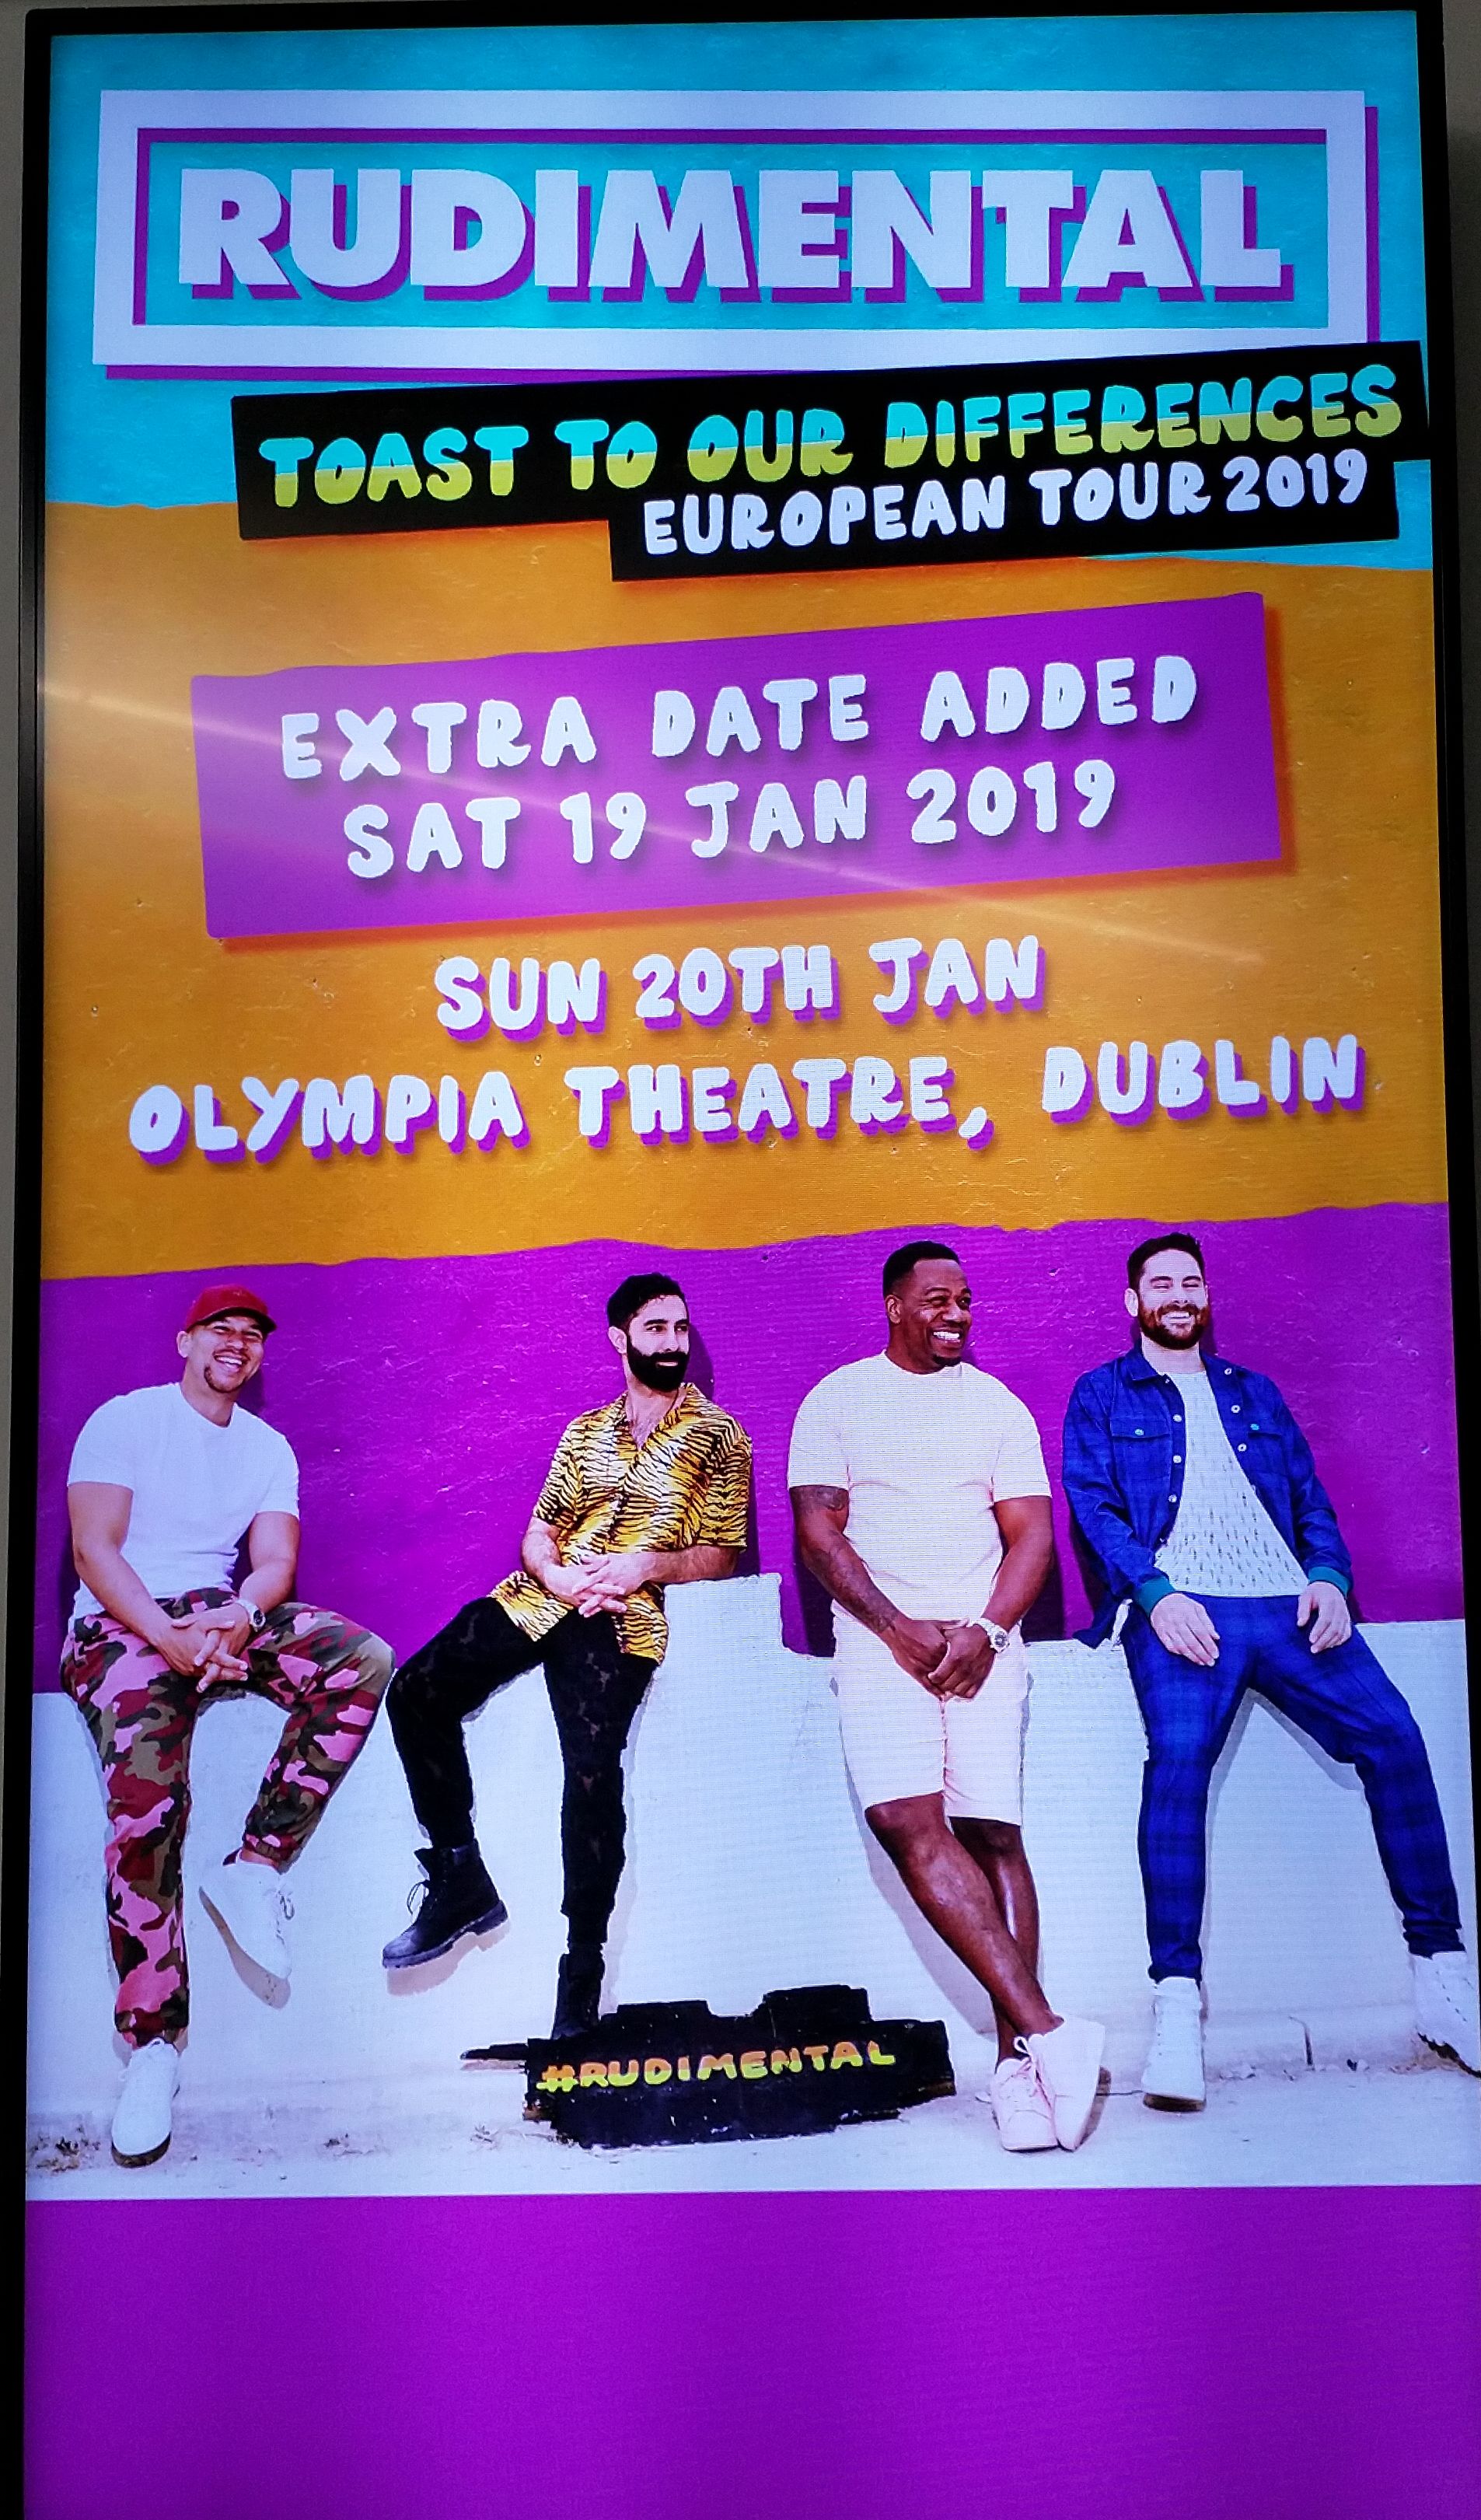 RUDIMENTAL
TOAST TO OUR DIFFERENCES
EUROPEAN TOUR 2019
EXTRA DATE ADDED
SAT 19 JAN 2019
SUN 20TH JAN
OLYMPIA THEATRE, DUBLIN
#RUDIMENTAL